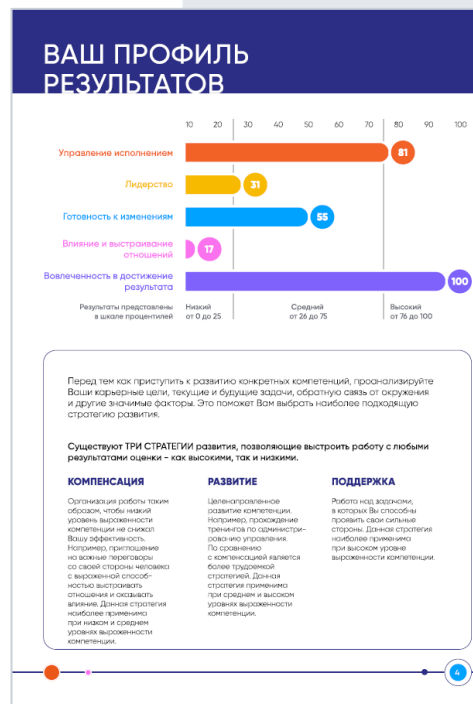 ВАШ ПРОФИЛЬ
РЕЗУЛЬТАТОВ
10 20 30 40 50 60 70 80 90 100
Управление исполнением 81
Лидерство 31
Готовность к изменениям 55
Влияние и выстраивание
отношений 17
Вовлеченность в достижение
результата 100
Результаты представлены
в шкале процентилей
Низкий
от 0 до 25
Средний
от 26 до 75
Высокий
от 76 до 100
Перед тем как приступить к развитию конкретных компетенций, проанализируйте
Ваши карьерные цели, текущие и будущие задачи, обратную связь от окружения
и другие значимые факторы. Это поможет Вам выбрать наиболее подходящую
стратегию развития.
Существуют ТРИ СТРАТЕГИИ развития, позволяющие выстроить работу с любыми
результатами оценки - как высокими, так и низкими.
КОМПЕНСАЦИЯ
Организация работы таким
образом, чтобы низкий
уровень выраженности
компетенции не снижал
Вашу эффективность.
Например, приглашение
на важные переговоры
со своей стороны человека
с выраженной способ-
ностью выстраивать
отношения и оказывать
влияние. Данная стратегия
наиболее применима
при низком и среднем
уровнях выраженности
компетенции.
РАЗВИТИЕ
Целенаправленное
развитие компетенции.
Например, прохождение
тренингов по администри-
рованию управления.
По сравнению
с компенсацией является
более трудоемкой
стратегией. Данная
стратегия применима
при среднем и высоком
уровнях выраженности
компетенции.
ПОДДЕРЖКА
Работа над задачами,
в которых Вы способны
проявить свои сильные
стороны. Данная стратегия
наиболее применима
при высоком уровне
выраженности компетенции.
4